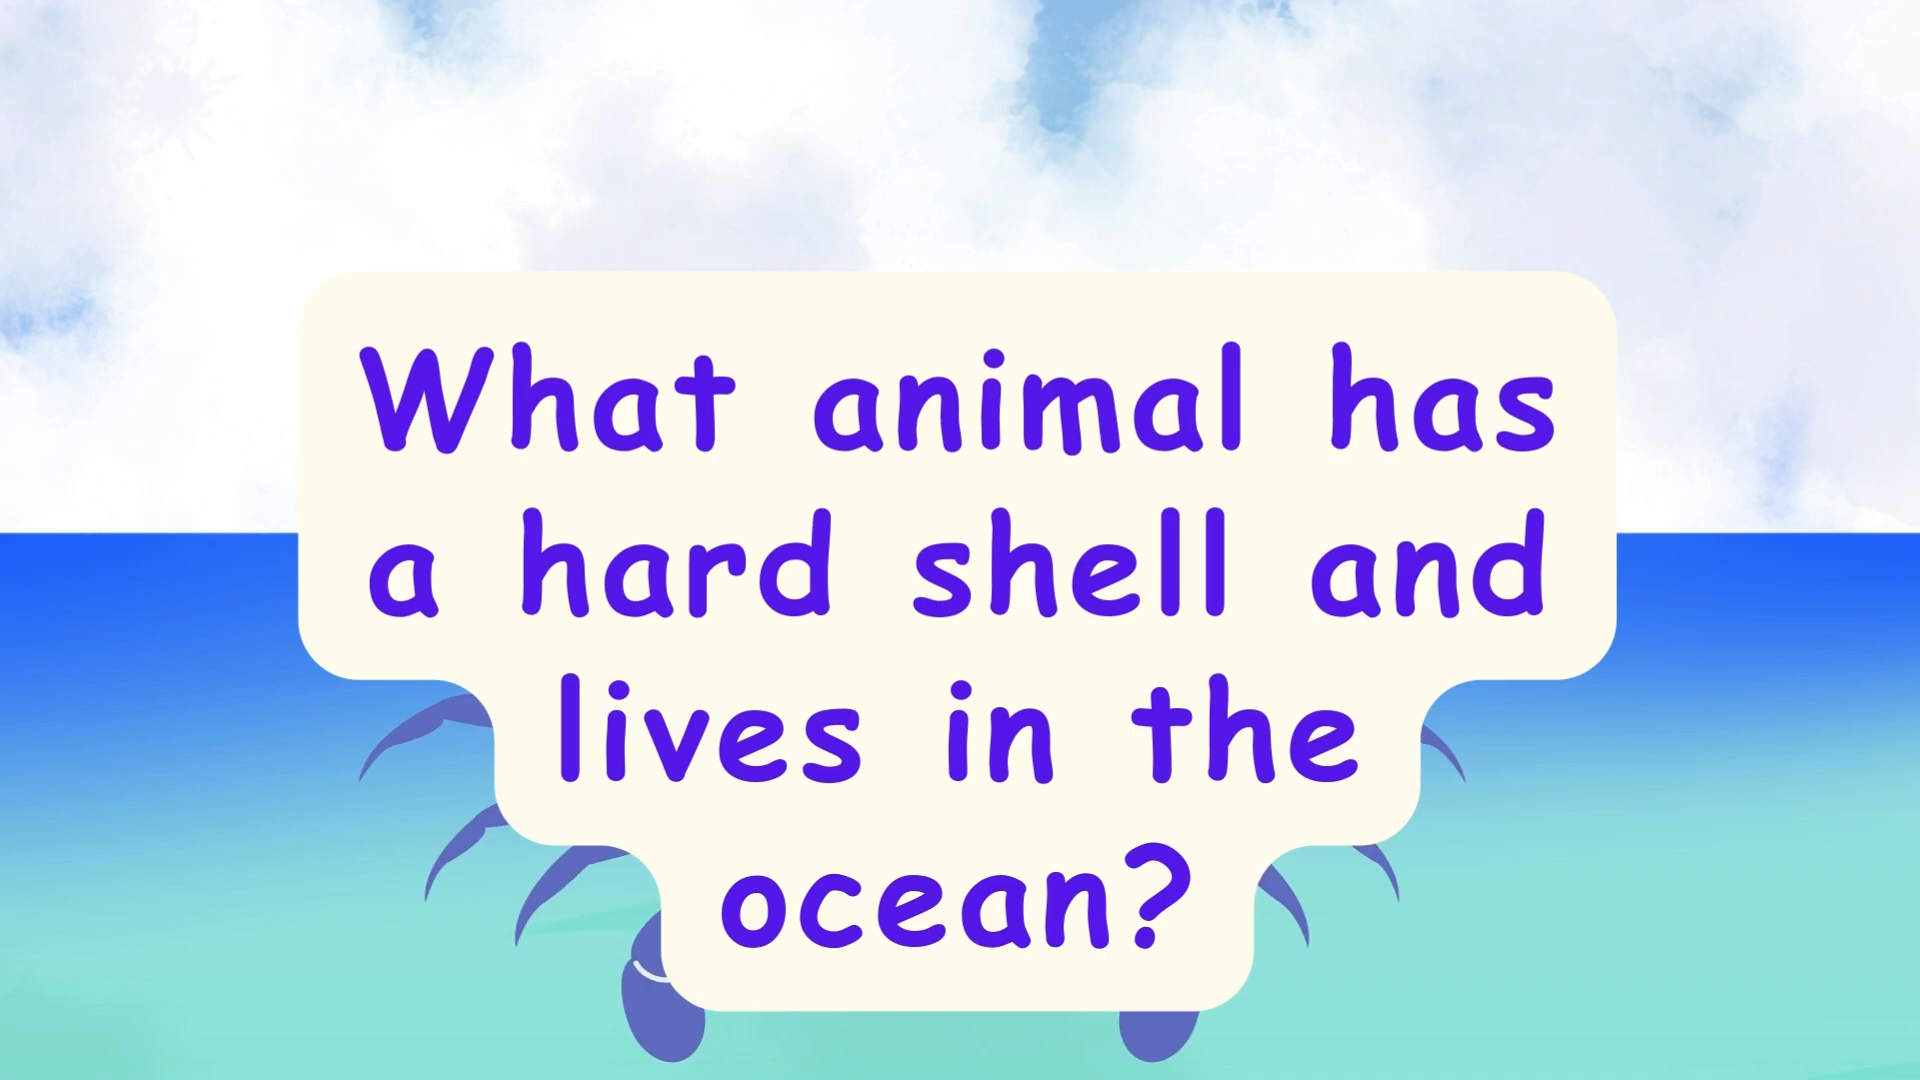 What animal has
a hard shell and
lives in the
ocean?